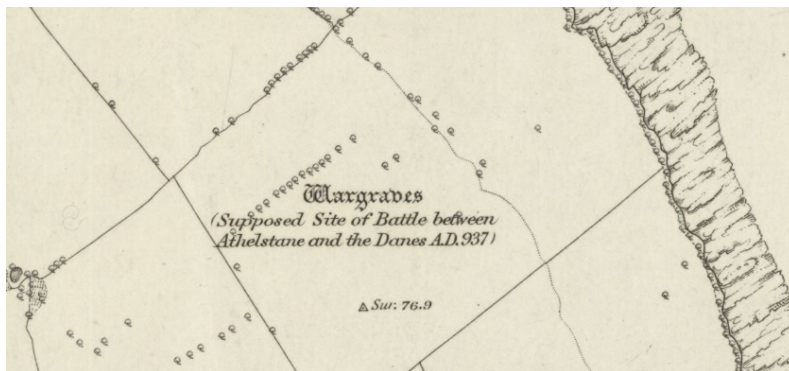 Wargraves
(Supposed Site of Battle between
Athelstane and the Danes A.D. 937)
Sur. 76.9